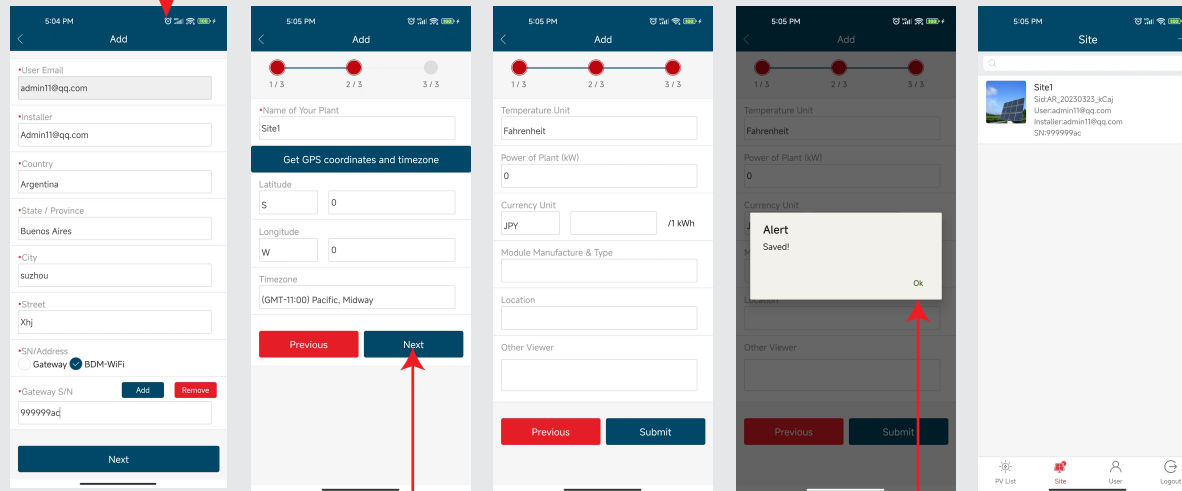 5:04 PM
Add
•User Email
admin11@qq.com
•Installer
Admin11@qq.com
•Country
Argentina
•State / Province
Buenos Aires
•City
suzhou
•Street
Xhj
•SN/Address
Gateway BDM-WiFi
•Gateway S/N Add Remove
999999ac
Next
5:05 PM
Add
1 / 3 2 / 3 3 / 3
•Name of Your Plant
Site1
Get GPS coordinates and timezone
Latitude
S 0
Longitude
W 0
Timezone
(GMT-11:00) Pacific, Midway
Previous Next
5:05 PM
Add
1 / 3 2 / 3 3 / 3
Temperature Unit
Fahrenheit
Power of Plant (kW)
0
Currency Unit
JPY /1 kWh
Module Manufacture & Type
Location
Other Viewer
Previous Submit
5:05 PM
Add
1 / 3 2 / 3 3 / 3
Temperature Unit
Fahrenheit
Power of Plant (kW)
0
Currency Unit
Alert
Saved!
Ok
Location
Other Viewer
Previous Submit
5:05 PM
Site
Site1
Sid:AR_20230323_kCaj
User:admin11@qq.com
Installer:admin11@qq.com
SN:999999ac
PV List Site User Logout